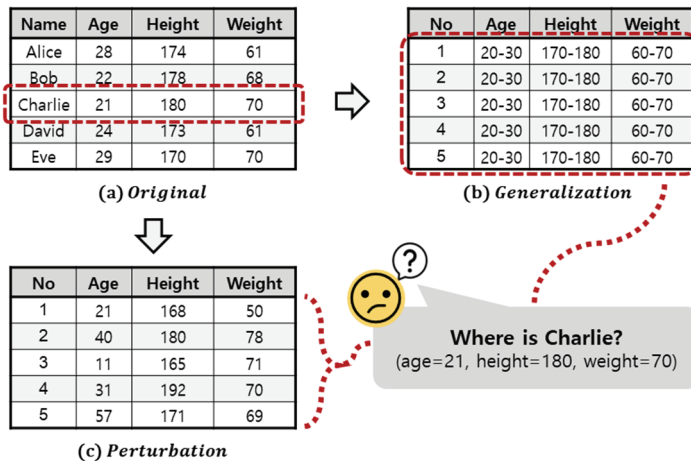 Name Age Height Weight
Alice 28 174 61
Bob 22 178 68
Charlie 21 180 70
David 24 173 61
Eve 29 170 70
(a) Original
No Age Height Weight
1 20-30 170-180 60-70
2 20-30 170-180 60-70
3 20-30 170-180 60-70
4 20-30 170-180 60-70
5 20-30 170-180 60-70
(b) Generalization
No Age Height Weight
1 21 168 50
2 40 180 78
3 11 165 71
4 31 192 70
5 57 171 69
(c) Perturbation
?
Where is Charlie?
(age=21, height=180, weight=70)